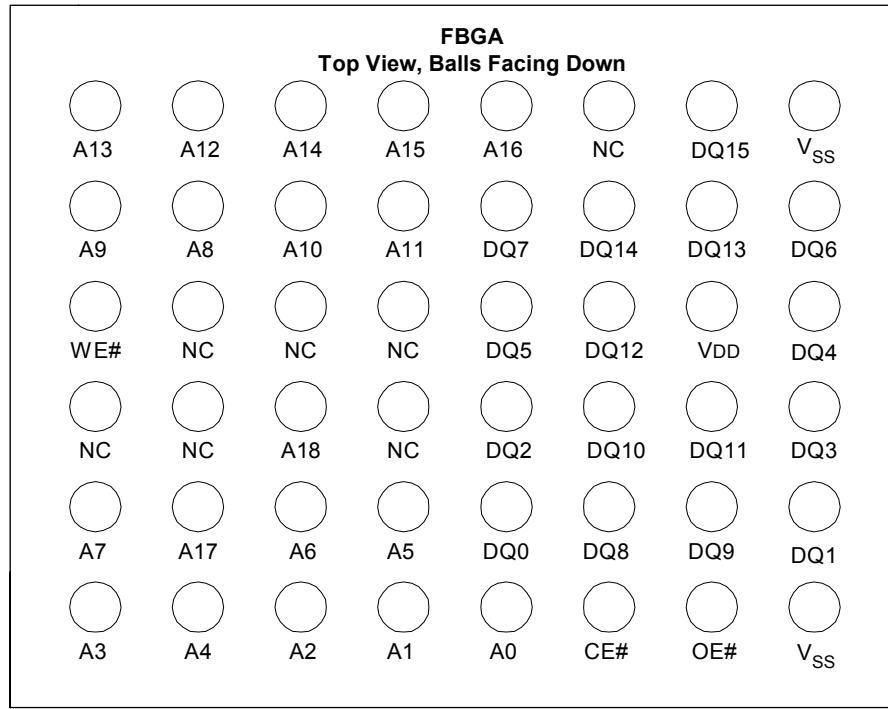 FBGA
Top View, Balls Facing Down
A13 A12 A14 A15 A16 NC DQ15 VSS
A9 A8 A10 A11 DQ7 DQ14 DQ13 DQ6
WE# NC NC NC DQ5 DQ12 VDD DQ4
NC NC A18 NC DQ2 DQ10 DQ11 DQ3
A7 A17 A6 A5 DQ0 DQ8 DQ9 DQ1
A3 A4 A2 A1 A0 CE# OE# VSS